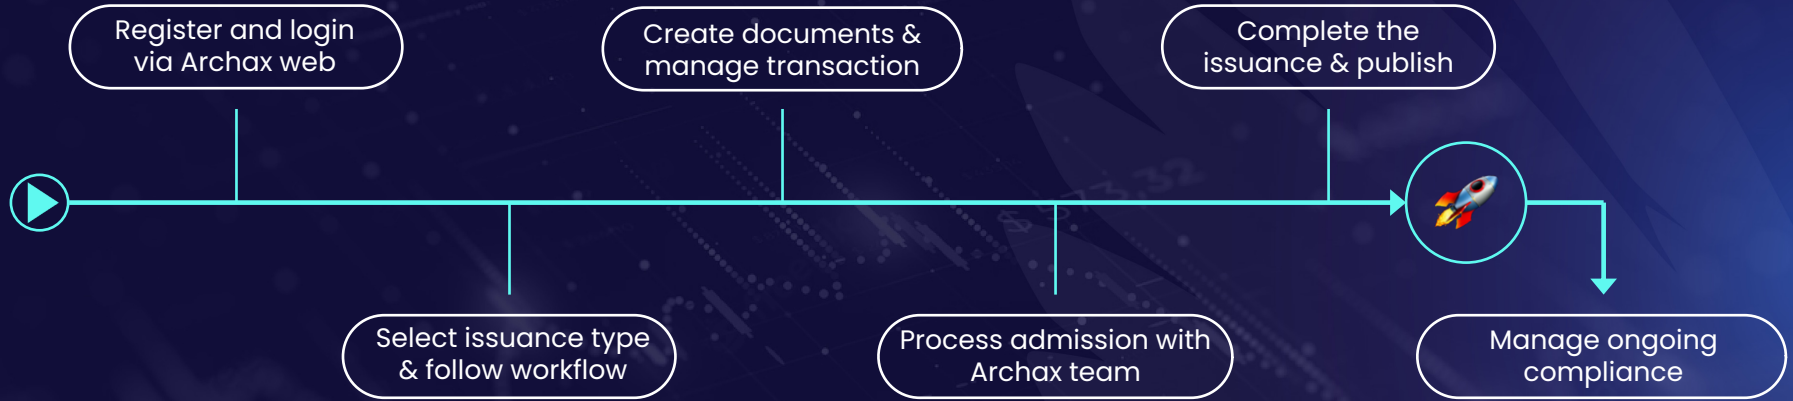 Register and login
via Archax web
Select issuance type
& follow workflow
Create documents &
manage transaction
Process admission with
Archax team
Complete the
issuance & publish
Manage ongoing
compliance